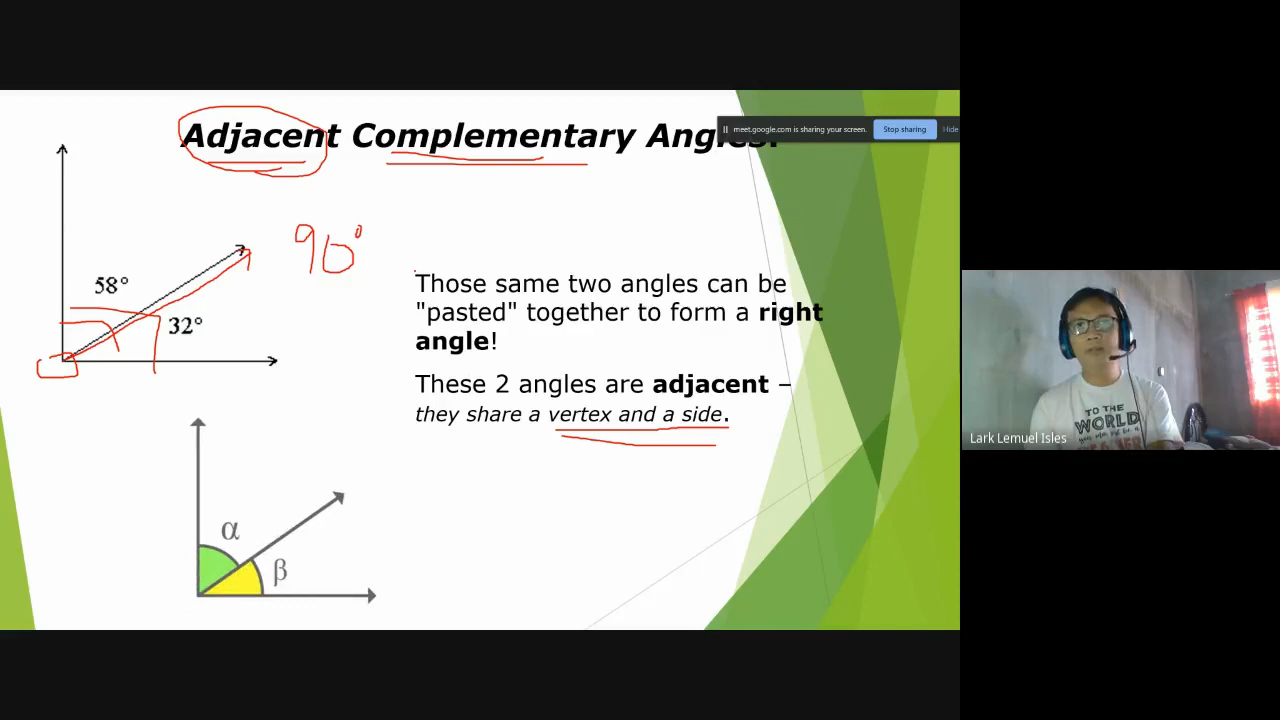 Adjacent Complementary Angles.
meet.google.com is sharing your screen. Stop sharing Hide
90°
58°
32°
Those same two angles can be
"pasted" together to form a right
angle!
These 2 angles are adjacent –
they share a vertex and a side.
α
β
TO THE
WORLD
Lark Lemuel Isles